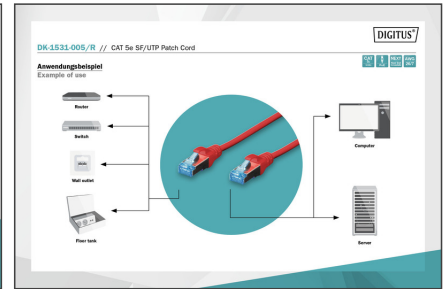 DIGITUS®
DK-1531-005/R // CAT 5e SF/UTP Patch Cord
Anwendungsbeispiel
Example of use
Router
Switch
Wall outlet
Floor tank
Computer
Server